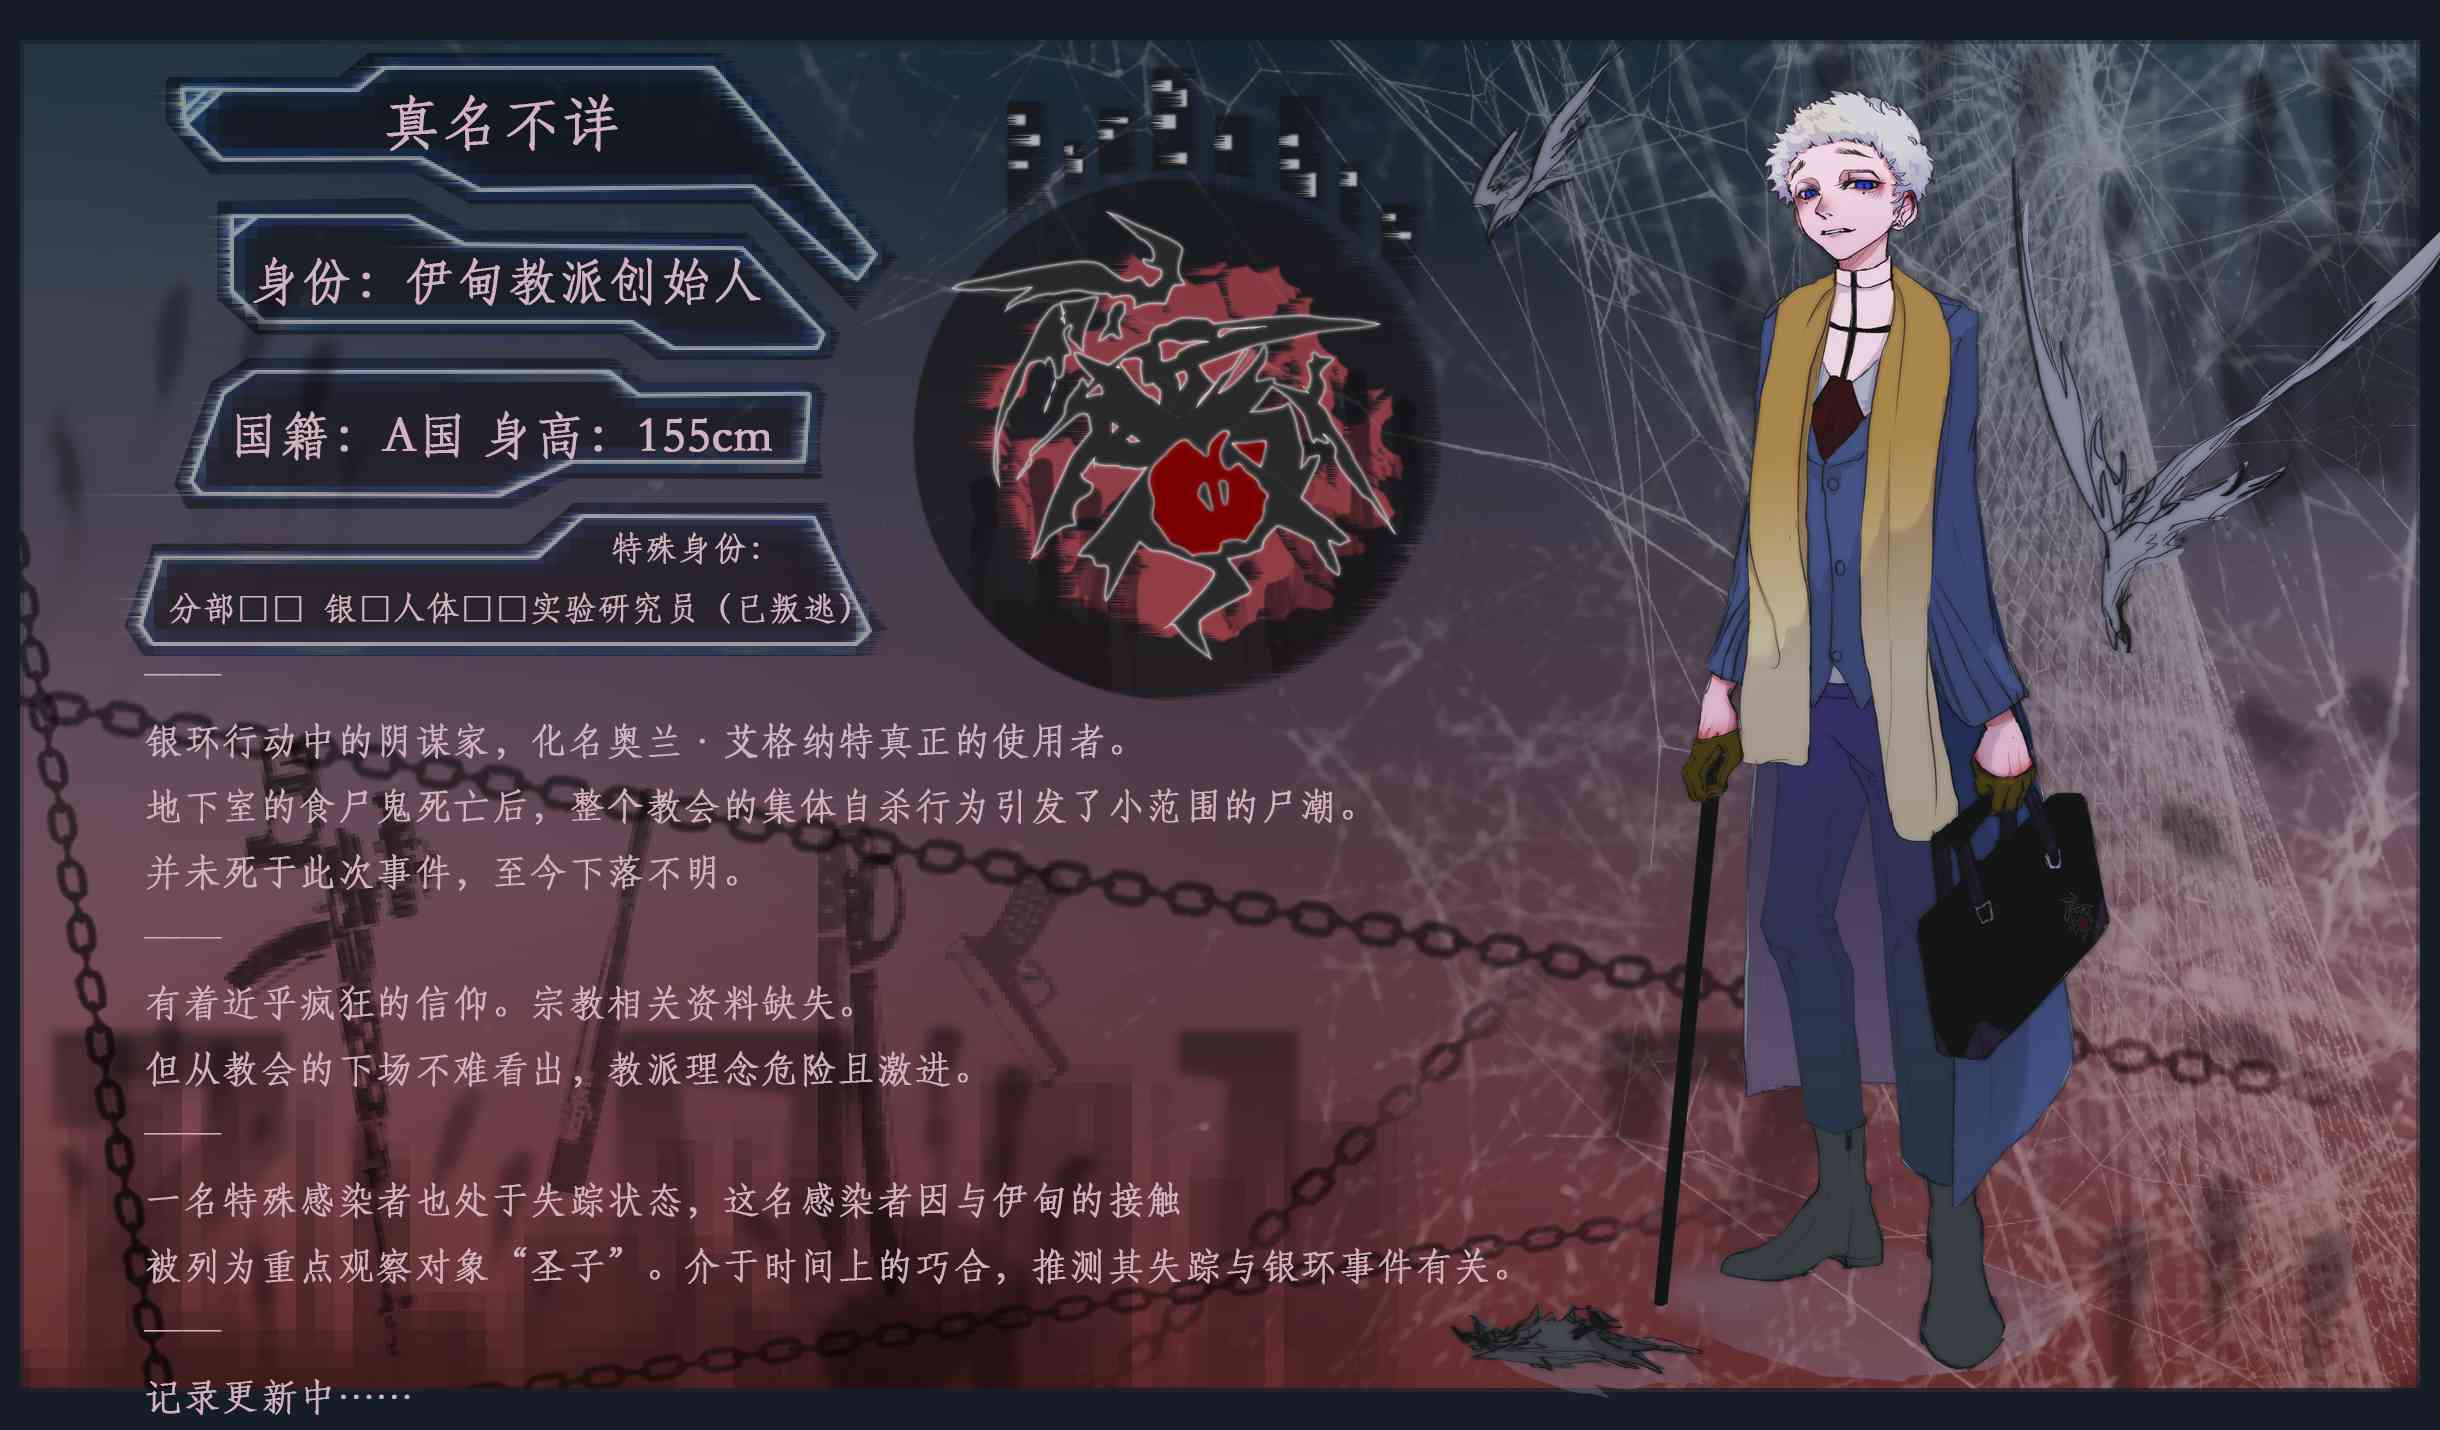 真名不详
身份：伊甸教派创始人
国籍：A国 身高：155cm
特殊身份：
分部□□ 银□人体□□实验研究员（已叛逃）
——
银环行动中的阴谋家，化名奥兰·艾格纳特真正的使用者。
地下室的食尸鬼死亡后，整个教会的集体自杀行为引发了小范围的尸潮。
并未死于此次事件，至今下落不明。
——
有着近乎疯狂的信仰。宗教相关资料缺失。
但从教会的下场不难看出，教派理念危险且激进。
——
一名特殊感染者也处于失踪状态，这名感染者因与伊甸的接触
被列为重点观察对象“圣子”。介于时间上的巧合，推测其失踪与银环事件有关。
——
记录更新中……